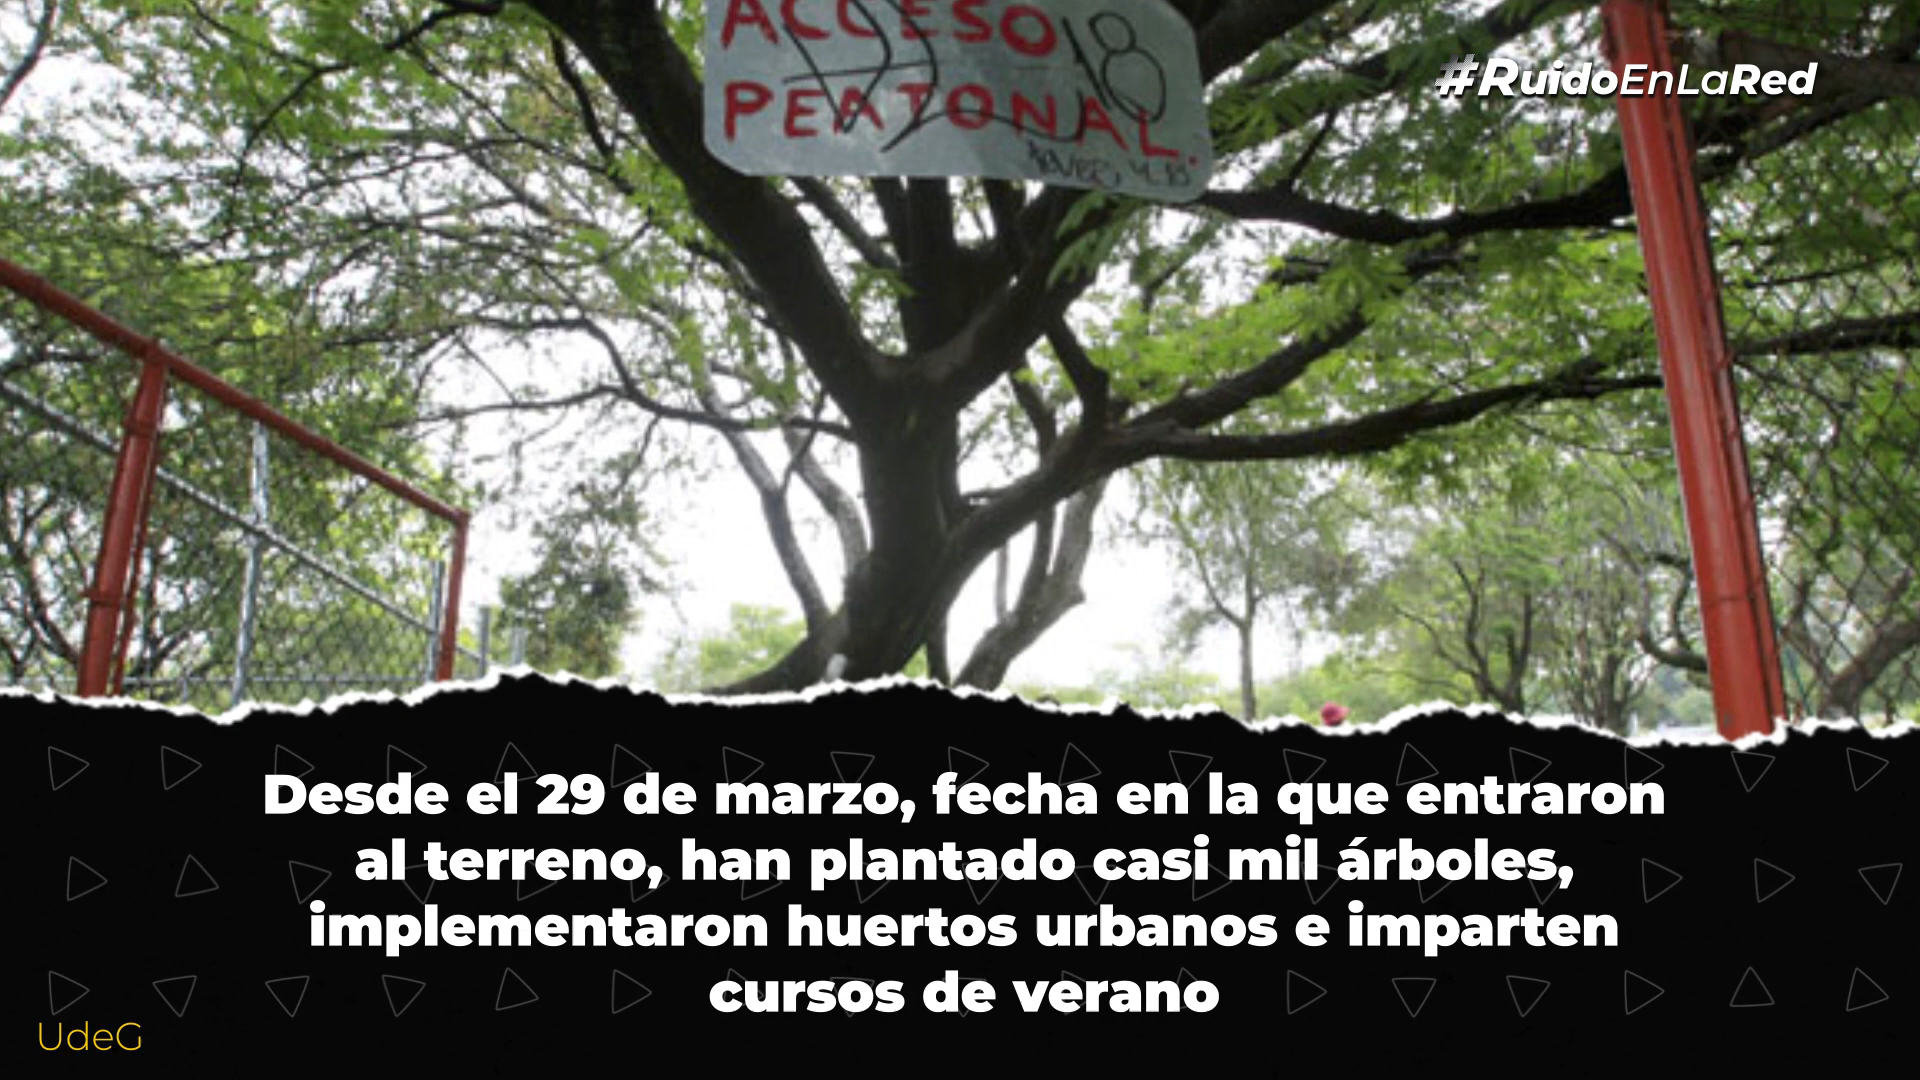 ACCESO
PEATONAL.
18
#RuidoEnLaRed
Desde el 29 de marzo, fecha en la que entraron
al terreno, han plantado casi mil árboles,
implementaron huertos urbanos e imparten
cursos de verano
UdeG